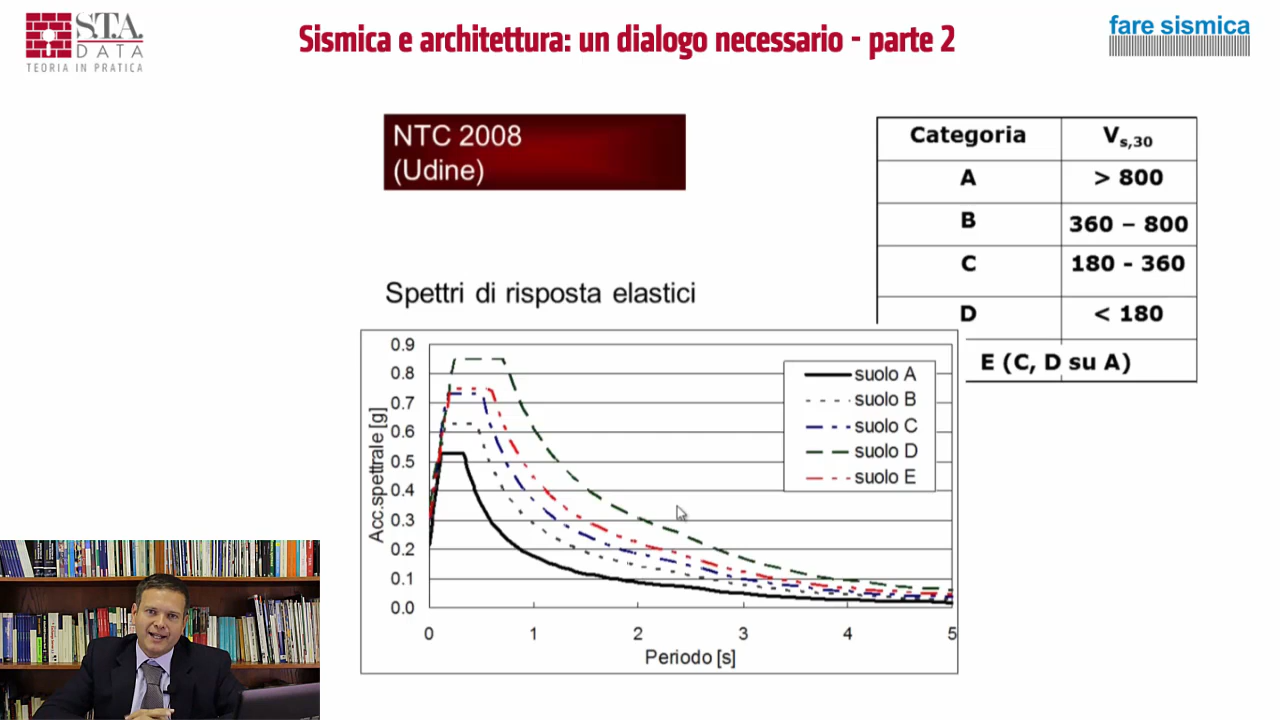 S.T.A.
DATA
TEORIA IN PRATICA
Sismica e architettura: un dialogo necessario - parte 2
fare sismica
NTC 2008
(Udine)
Categoria Vs,30
A > 800
B 360 – 800
C 180 - 360
D < 180
E (C, D su A)
Spettri di risposta elastici
Acc.spettrale [g]
0.9
0.8
0.7
0.6
0.5
0.4
0.3
0.2
0.1
0.0
0 1 2 3 4 5
Periodo [s]
suolo A
suolo B
suolo C
suolo D
suolo E